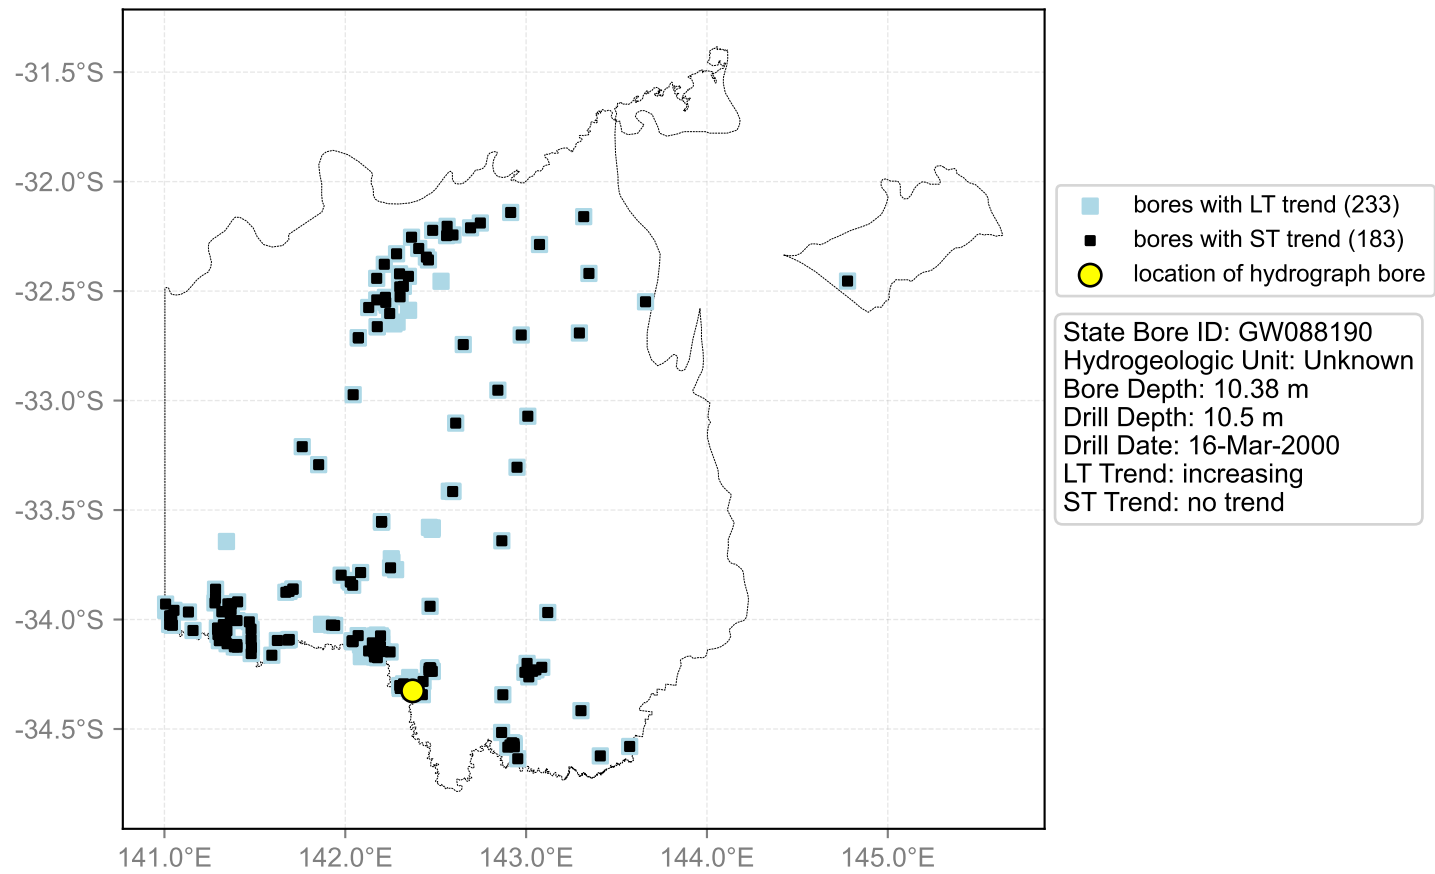 -31.5°S
-32.0°S
-32.5°S
-33.0°S
-33.5°S
-34.0°S
-34.5°S
141.0°E
142.0°E
143.0°E
144.0°E
145.0°E
bores with LT trend (233)
bores with ST trend (183)
location of hydrograph bore
State Bore ID: GW088190
Hydrogeologic Unit: Unknown
Bore Depth: 10.38 m
Drill Depth: 10.5 m
Drill Date: 16-Mar-2000
LT Trend: increasing
ST Trend: no trend